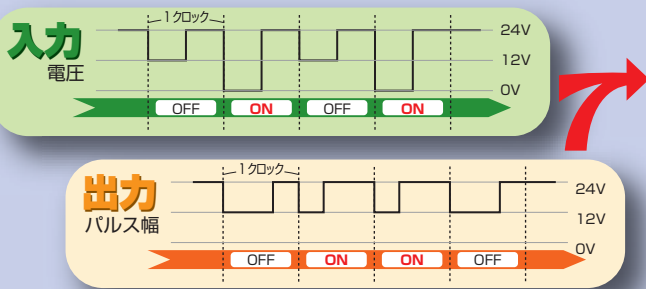 入力
電圧
1クロック
24V
12V
0V
OFF ON OFF ON
出力
パルス幅
1クロック
24V
12V
0V
OFF ON ON OFF